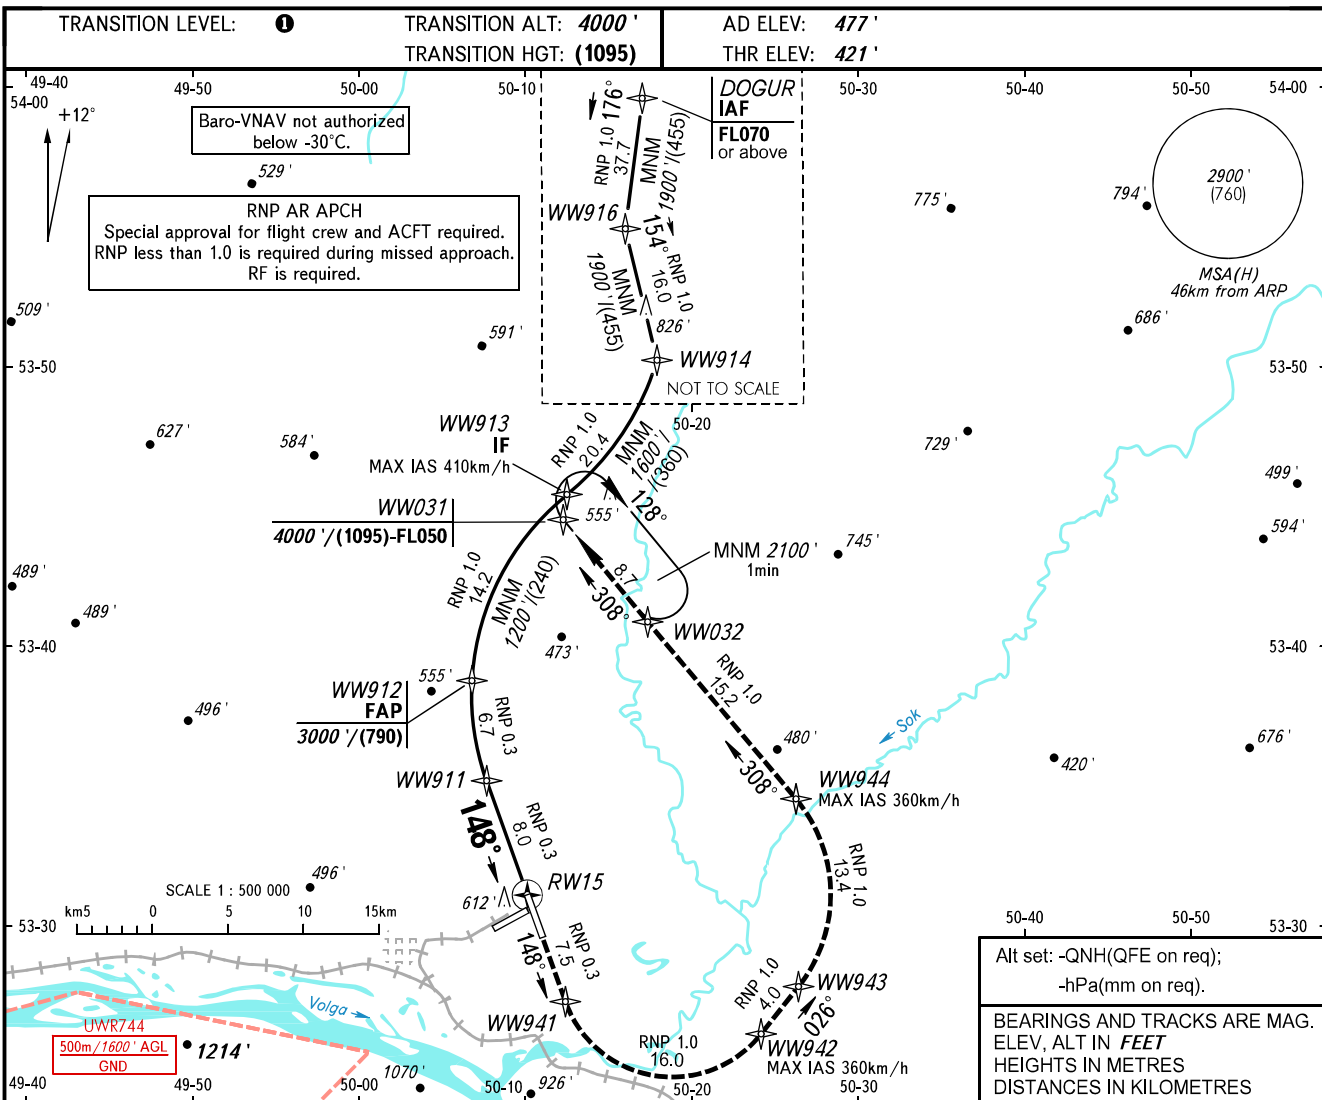 TRANSITION LEVEL: 1
TRANSITION ALT: 4000 '
TRANSITION HGT: (1095)
AD ELEV: 477 '
THR ELEV: 421 '
49-40
49-50
50-00
50-10
50-30
50-40
50-50
54-00
54-00
+12°
Baro-VNAV not authorized
below -30°C.
529 '
RNP AR APCH
Special approval for flight crew and ACFT required.
RNP less than 1.0 is required during missed approach.
RF is required.
DOGUR
IAF
FL070
or above
176°
RNP 1.0
37.7
MNM
1900 '/(455)
WW916
154°
RNP 1.0
16.0
MNM
1900 '/(455)
826 '
WW914
NOT TO SCALE
775 '
794 '
2900 '
(760)
MSA(H)
46km from ARP
686 '
509 '
591 '
53-50
53-50
50-20
WW913
IF
MAX IAS 410km/h
RNP 1.0
20.4
MNM
1600 '/
(360)
627 '
584 '
729 '
499 '
WW031
4000 '/(1095)-FL050
555 '
128°
MNM 2100 '
1min
745 '
594 '
RNP 1.0
14.2
MNM
1200 '/(240)
8.7
308°
WW032
489 '
489 '
473 '
53-40
53-40
555 '
WW912
FAP
3000 '/(790)
RNP 0.3
6.7
RNP 1.0
15.2
496 '
Sok
480 '
676 '
420 '
WW911
308°
WW944
MAX IAS 360km/h
148°
RNP 0.3
8.0
RNP 1.0
13.4
496 '
SCALE 1 : 500 000
km5 0 5 10 15km
612 '
RW15
53-30
50-40
50-50
53-30
148°
RNP 0.3
7.5
RNP 1.0
4.0
WW943
026°
Volga
WW941
RNP 1.0
16.0
WW942
MAX IAS 360km/h
UWR744
500m/1600 ' AGL
GND
1214 '
1070 '
926 '
49-40
49-50
50-00
50-10
50-20
50-30
Alt set: -QNH(QFE on req);
-hPa(mm on req).
BEARINGS AND TRACKS ARE MAG.
ELEV, ALT IN FEET
HEIGHTS IN METRES
DISTANCES IN KILOMETRES